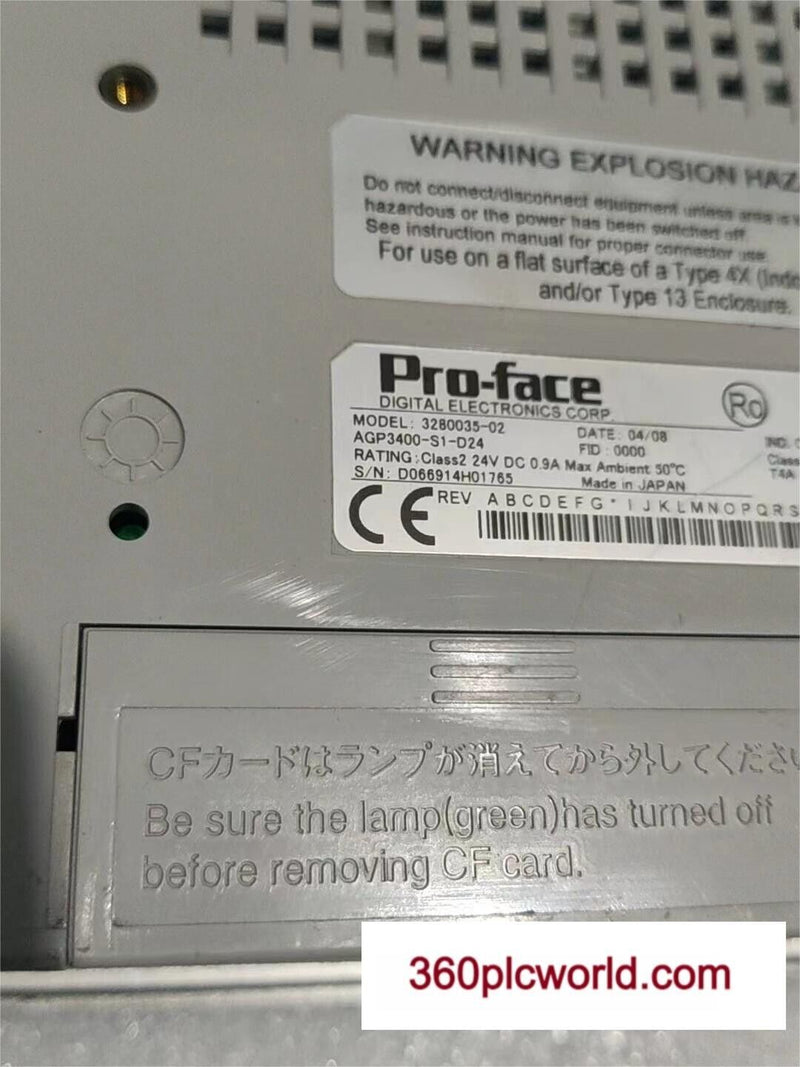 WARNING EXPLOSION HAZ
Do not connect/disconnect equipment unless area is
hazardous or the power has been switched off.
See instruction manual for proper connector use.
For use on a flat surface of a Type 4X (Indo
and/or Type 13 Enclosure.
Pro-face
DIGITAL ELECTRONICS CORP.
MODEL: 3280035-02
DATE: 04/08
IND.
AGP3400-S1-D24
FID : 0000
Class
RATING:Class2 24V DC 0.9A Max Ambient 50°C
T4A
S/N: D066914H01765
Made in JAPAN
CE
REV A B C D E F G * I J K L M N O P Q R S
CFカードはランプが消えてから外してくださ
Be sure the lamp(green)has turned off
before removing CF card.
360plcworld.com